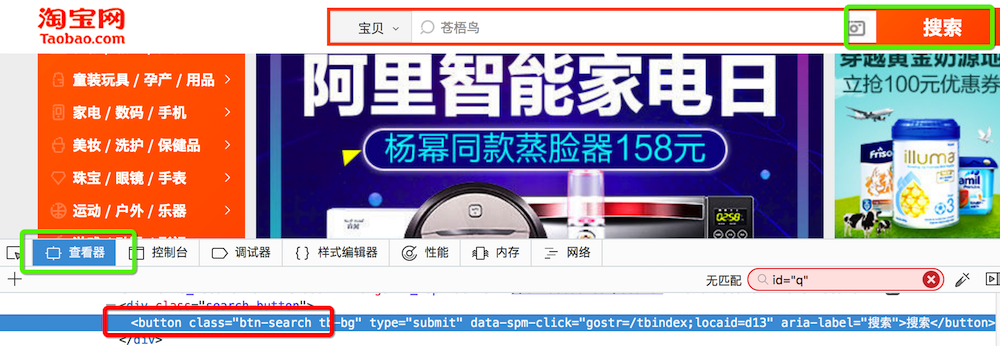 淘宝网
Taobao.com
宝贝
苍梧鸟
搜索
童装玩具 / 孕产 / 用品
家电 / 数码 / 手机
美妆 / 洗护 / 保健品
珠宝 / 眼镜 / 手表
运动 / 户外 / 乐器
阿里智能家电日
杨幂同款蒸脸器158元
0258
穿越黄金奶源地
立抢100元优惠券
Friso
illuma
3
查看器
控制台
调试器
{} 样式编辑器
性能
内存
网络
+
无匹配
id="q"
<div class="search-button">
<button class="btn-search tb-bg" type="submit" data-spm-click="gostr=/tbindex;locaid=d13" aria-label="搜索">搜索</button>
</div>